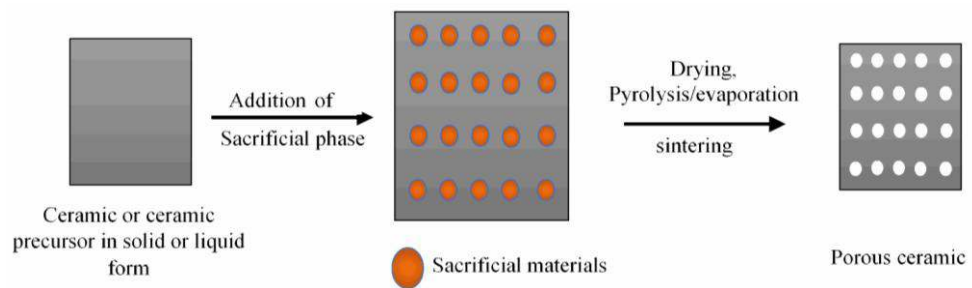 Addition of
Sacrificial phase
Drying,
Pyrolysis/evaporation
sintering
Ceramic or ceramic
precursor in solid or liquid
form
Sacrificial materials
Porous ceramic